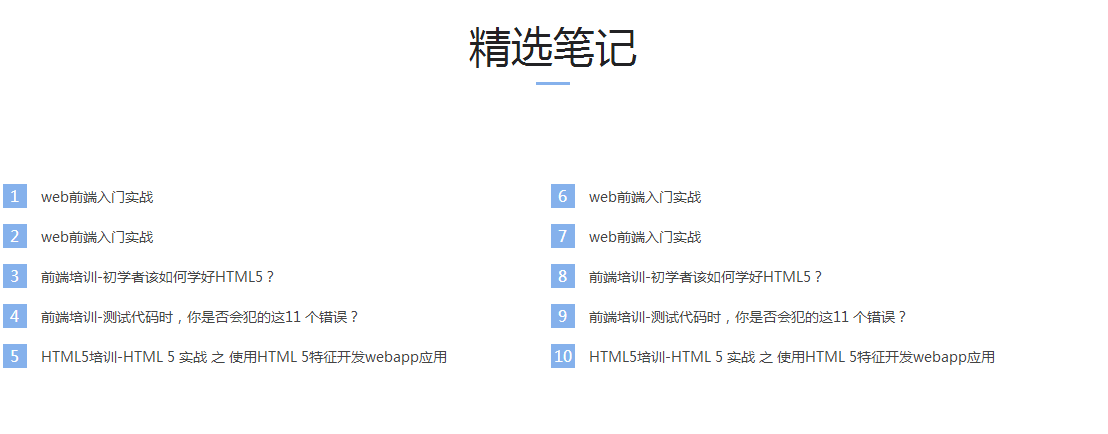 精选笔记
1 web前端入门实战
2 web前端入门实战
3 前端培训-初学者该如何学好HTML5？
4 前端培训-测试代码时，你是否会犯的这11 个错误？
5 HTML5培训-HTML 5 实战 之 使用HTML 5特征开发webapp应用
6 web前端入门实战
7 web前端入门实战
8 前端培训-初学者该如何学好HTML5？
9 前端培训-测试代码时，你是否会犯的这11 个错误？
10 HTML5培训-HTML 5 实战 之 使用HTML 5特征开发webapp应用